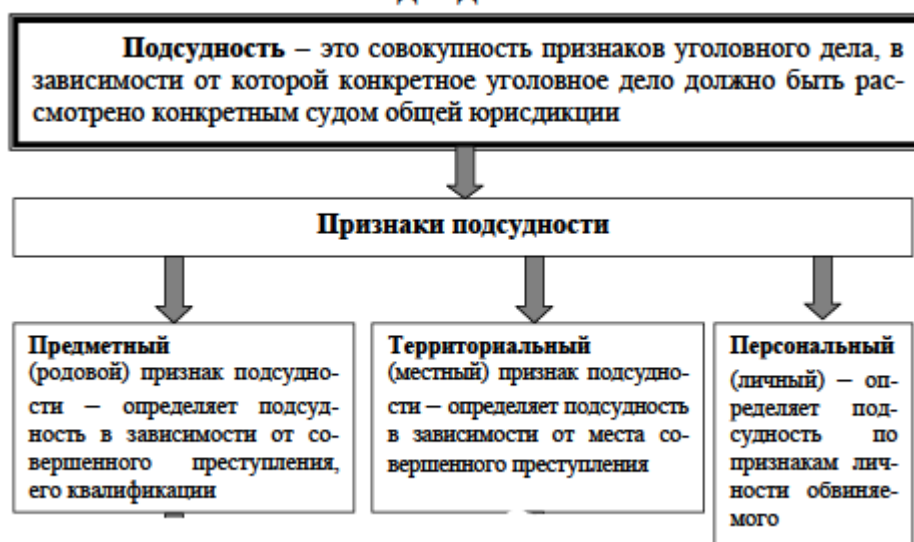 Подсудность – это совокупность признаков уголовного дела, в
зависимости от которой конкретное уголовное дело должно быть рас-
смотрено конкретным судом общей юрисдикции
Признаки подсудности
Предметный
(родовой) признак подсудно-
сти – определяет подсуд-
ность в зависимости от со-
вершенного преступления,
его квалификации
Территориальный
(местный) признак подсудно-
сти – определяет подсудность
в зависимости от места со-
вершенного преступления
Персональный
(личный) – оп-
ределяет под-
судность по
признакам лич-
ности обвиняе-
мого